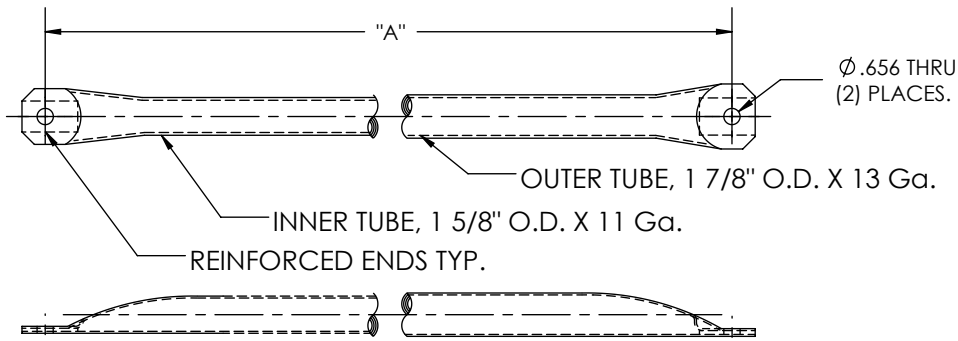 "A"
Ø.656 THRU
(2) PLACES.
OUTER TUBE, 1 7/8" O.D. X 13 Ga.
INNER TUBE, 1 5/8" O.D. X 11 Ga.
REINFORCED ENDS TYP.